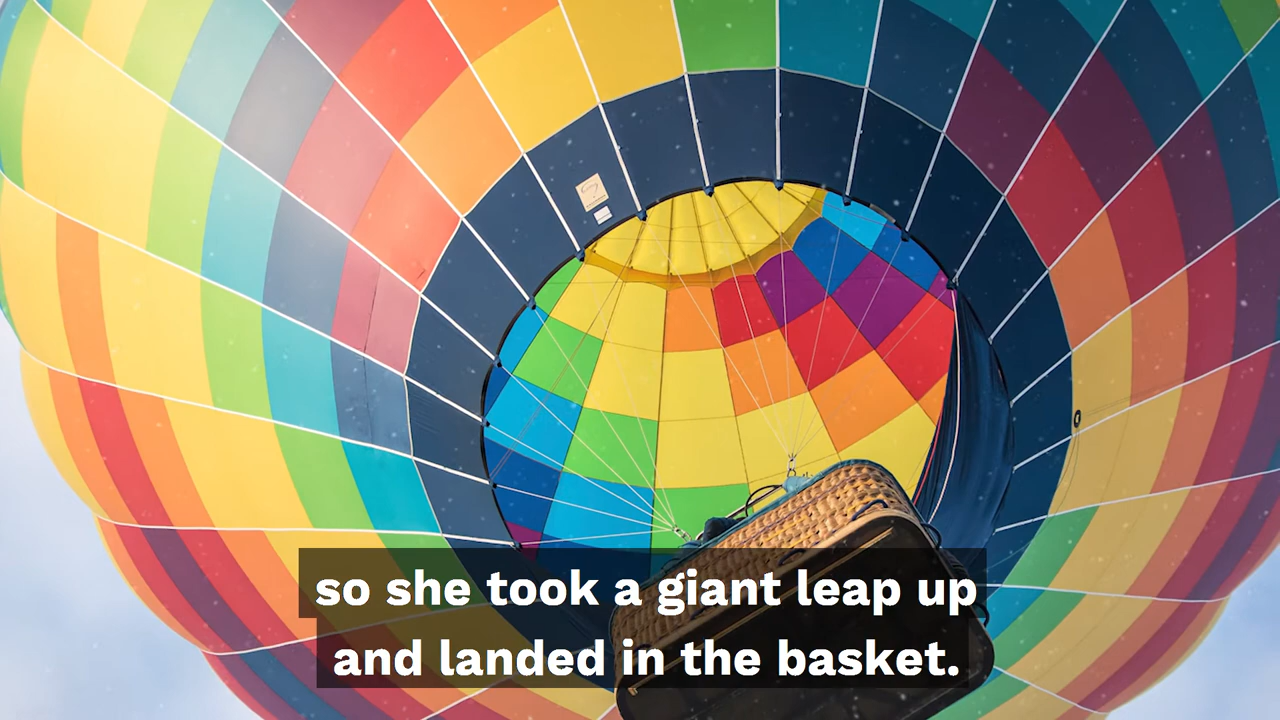 so she took a giant leap up
and landed in the basket.